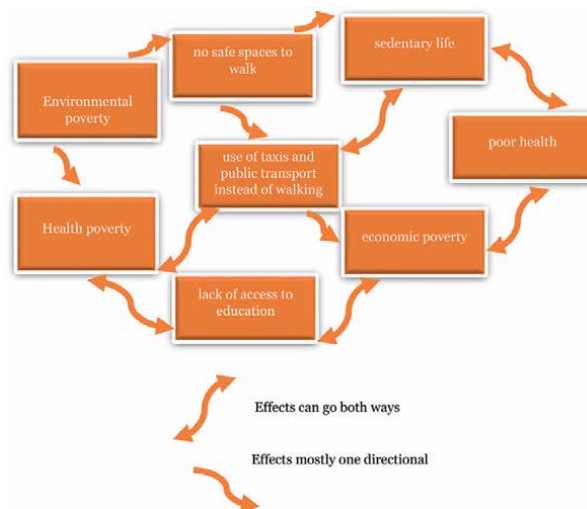 no safe spaces to
walk
sedentary life
Environmental
poverty
use of taxis and
public transport
instead of walking
poor health
Health poverty
economic poverty
lack of access to
education
Effects can go both ways
Effects mostly one directional